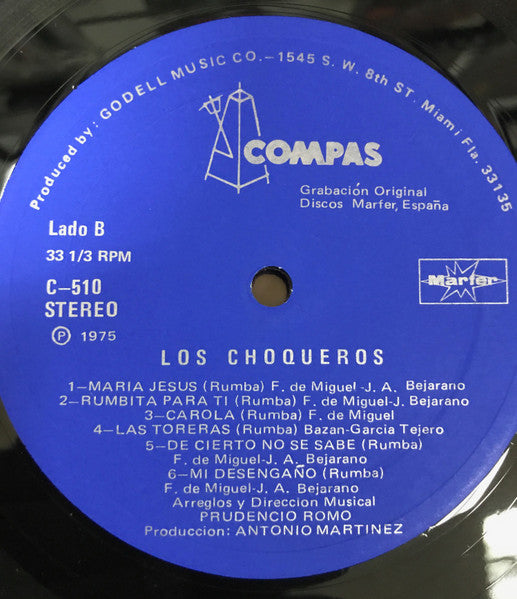 Produced by: GODELL MUSIC CO.–1545 S. W. 8th ST. Miami Fla. 33135
COMPAS
Grabación Original
Discos Marfer, España
Lado B
33 1/3 RPM
C–510
STEREO
Ⓟ 1975
Marfer
LOS CHOQUEROS
1–MARIA JESUS (Rumba) F. de Miguel -J. A. Bejarano
2–RUMBITA PARA TI (Rumba) F. de Miguel-J. Bejarano
3–CAROLA (Rumba) F. de Miguel
4–LAS TORERAS (Rumba) Bazan-Garcia Tejero
5–DE CIERTO NO SE SABE (Rumba)
F. de Miguel-J. A. Bejarano
6–MI DESENGAÑO (Rumba)
F. de Miguel-J. A. Bejarano
Arreglos y Direccion Musical
PRUDENCIO ROMO
Produccion: ANTONIO MARTINEZ